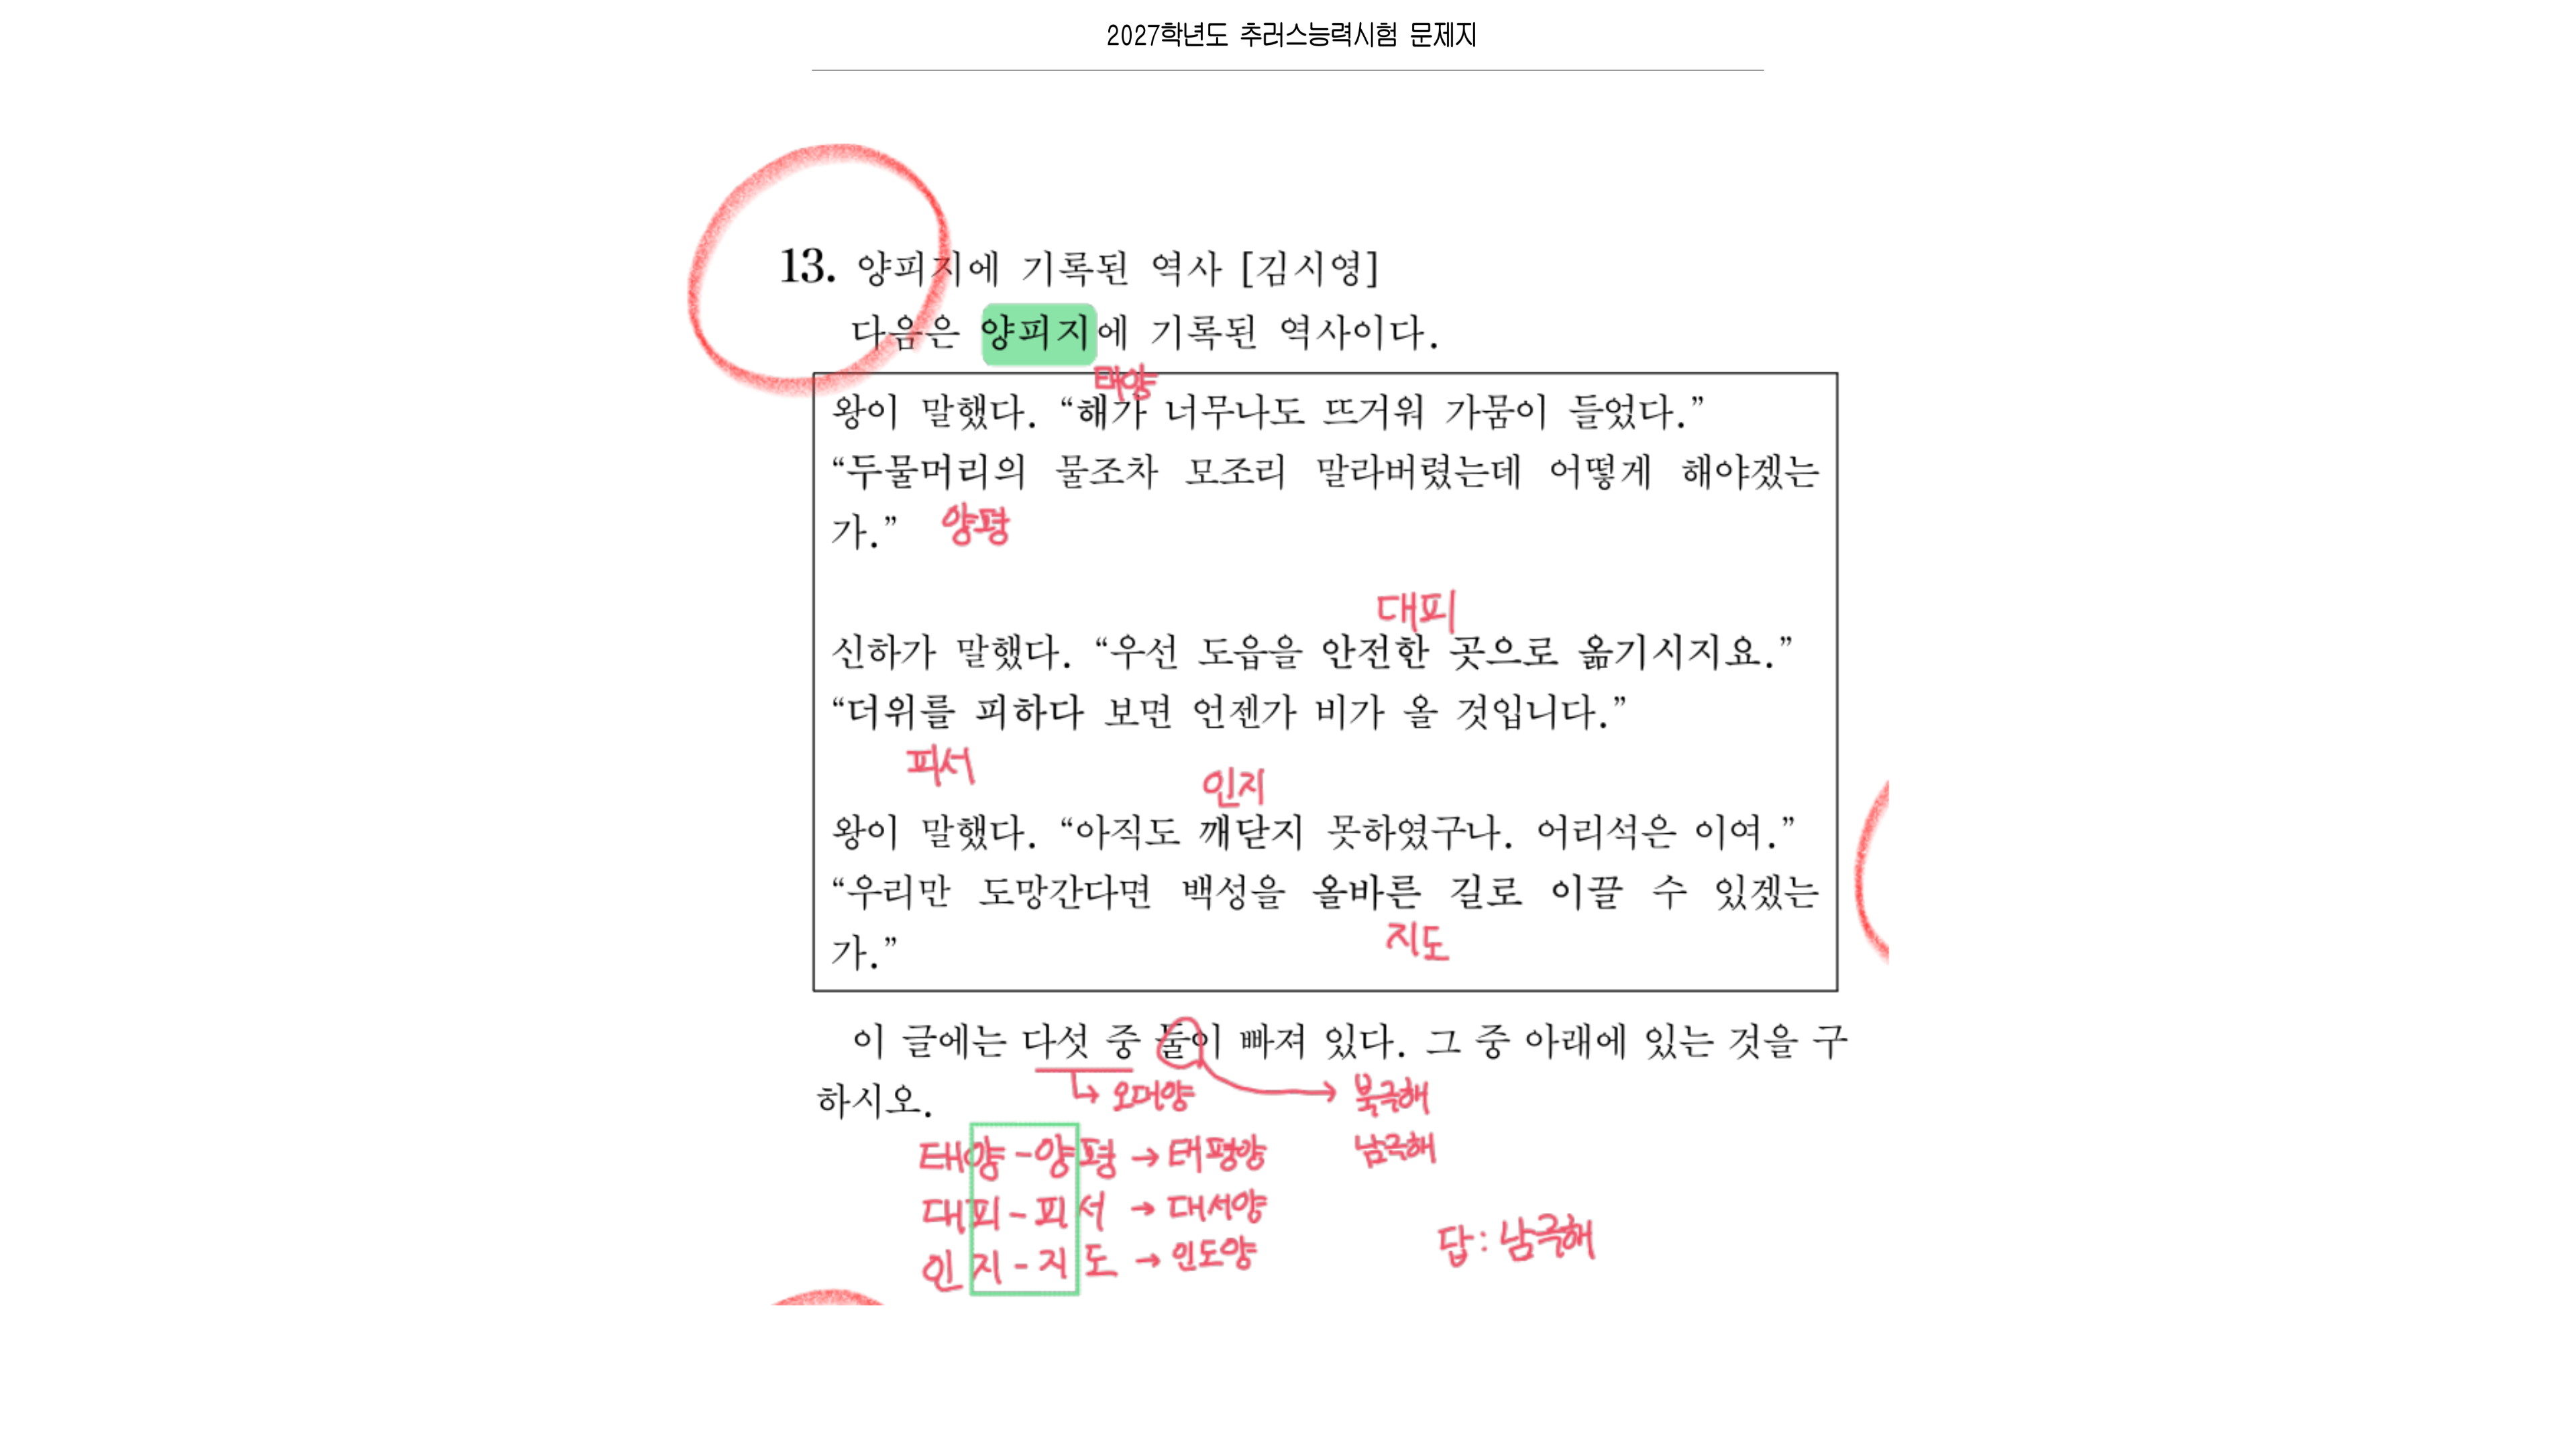 2027학년도 추러스능력시험 문제지
13. 양피지에 기록된 역사 [김시영]
다음은 양피지에 기록된 역사이다.
태양
왕이 말했다. “해가 너무나도 뜨거워 가뭄이 들었다.”
“두물머리의 물조차 모조리 말라버렸는데 어떻게 해야겠는
가.” 양평
대피
신하가 말했다. “우선 도읍을 안전한 곳으로 옮기시지요.”
“더위를 피하다 보면 언젠가 비가 올 것입니다.”
피서
인지
왕이 말했다. “아직도 깨닫지 못하였구나. 어리석은 이여.”
“우리만 도망간다면 백성을 올바른 길로 이끌 수 있겠는
가.” 지도
이 글에는 다섯 중 둘이 빠져 있다. 그 중 아래에 있는 것을 구
하시오. → 오대양 → 북극해
태양-양평 → 태평양 남극해
대피-피서 → 대서양
인지-지도 → 인도양
답: 남극해